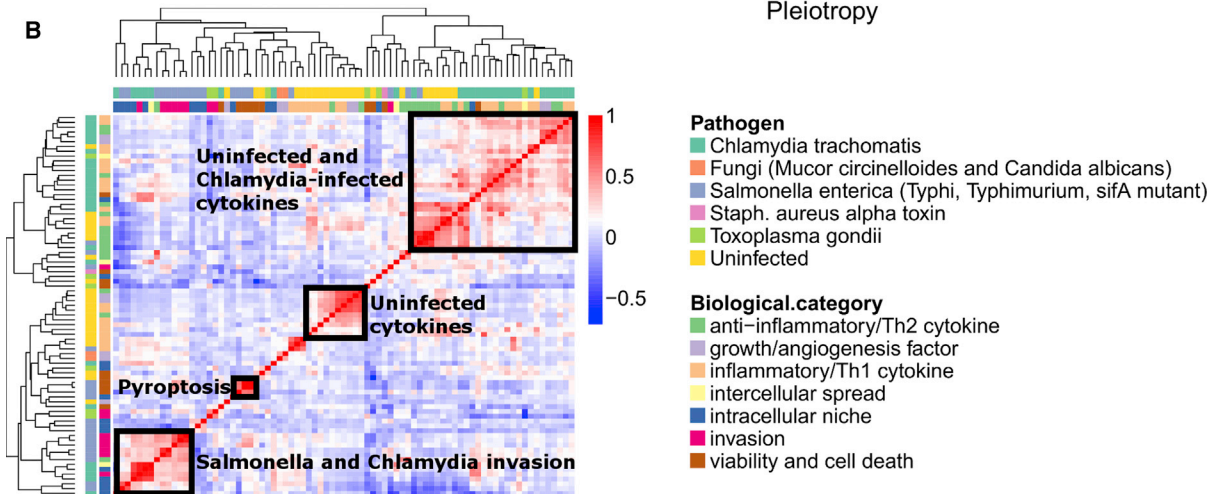 Pleiotropy
B
Uninfected and
Chlamydia-infected
cytokines
Uninfected
cytokines
Pyroptosis
Salmonella and Chlamydia invasion
1
0.5
0
−0.5
Pathogen
Chlamydia trachomatis
Fungi (Mucor circinelloides and Candida albicans)
Salmonella enterica (Typhi, Typhimurium, sifA mutant)
Staph. aureus alpha toxin
Toxoplasma gondii
Uninfected
Biological.category
anti−inflammatory/Th2 cytokine
growth/angiogenesis factor
inflammatory/Th1 cytokine
intercellular spread
intracellular niche
invasion
viability and cell death